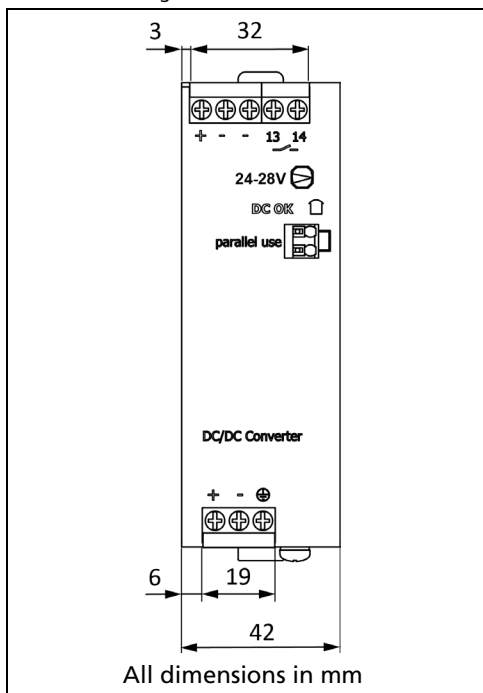 3 32
+ - - 13 14
24-28V
DC OK
parallel use
DC/DC Converter
+ -
6 19
42
All dimensions in mm